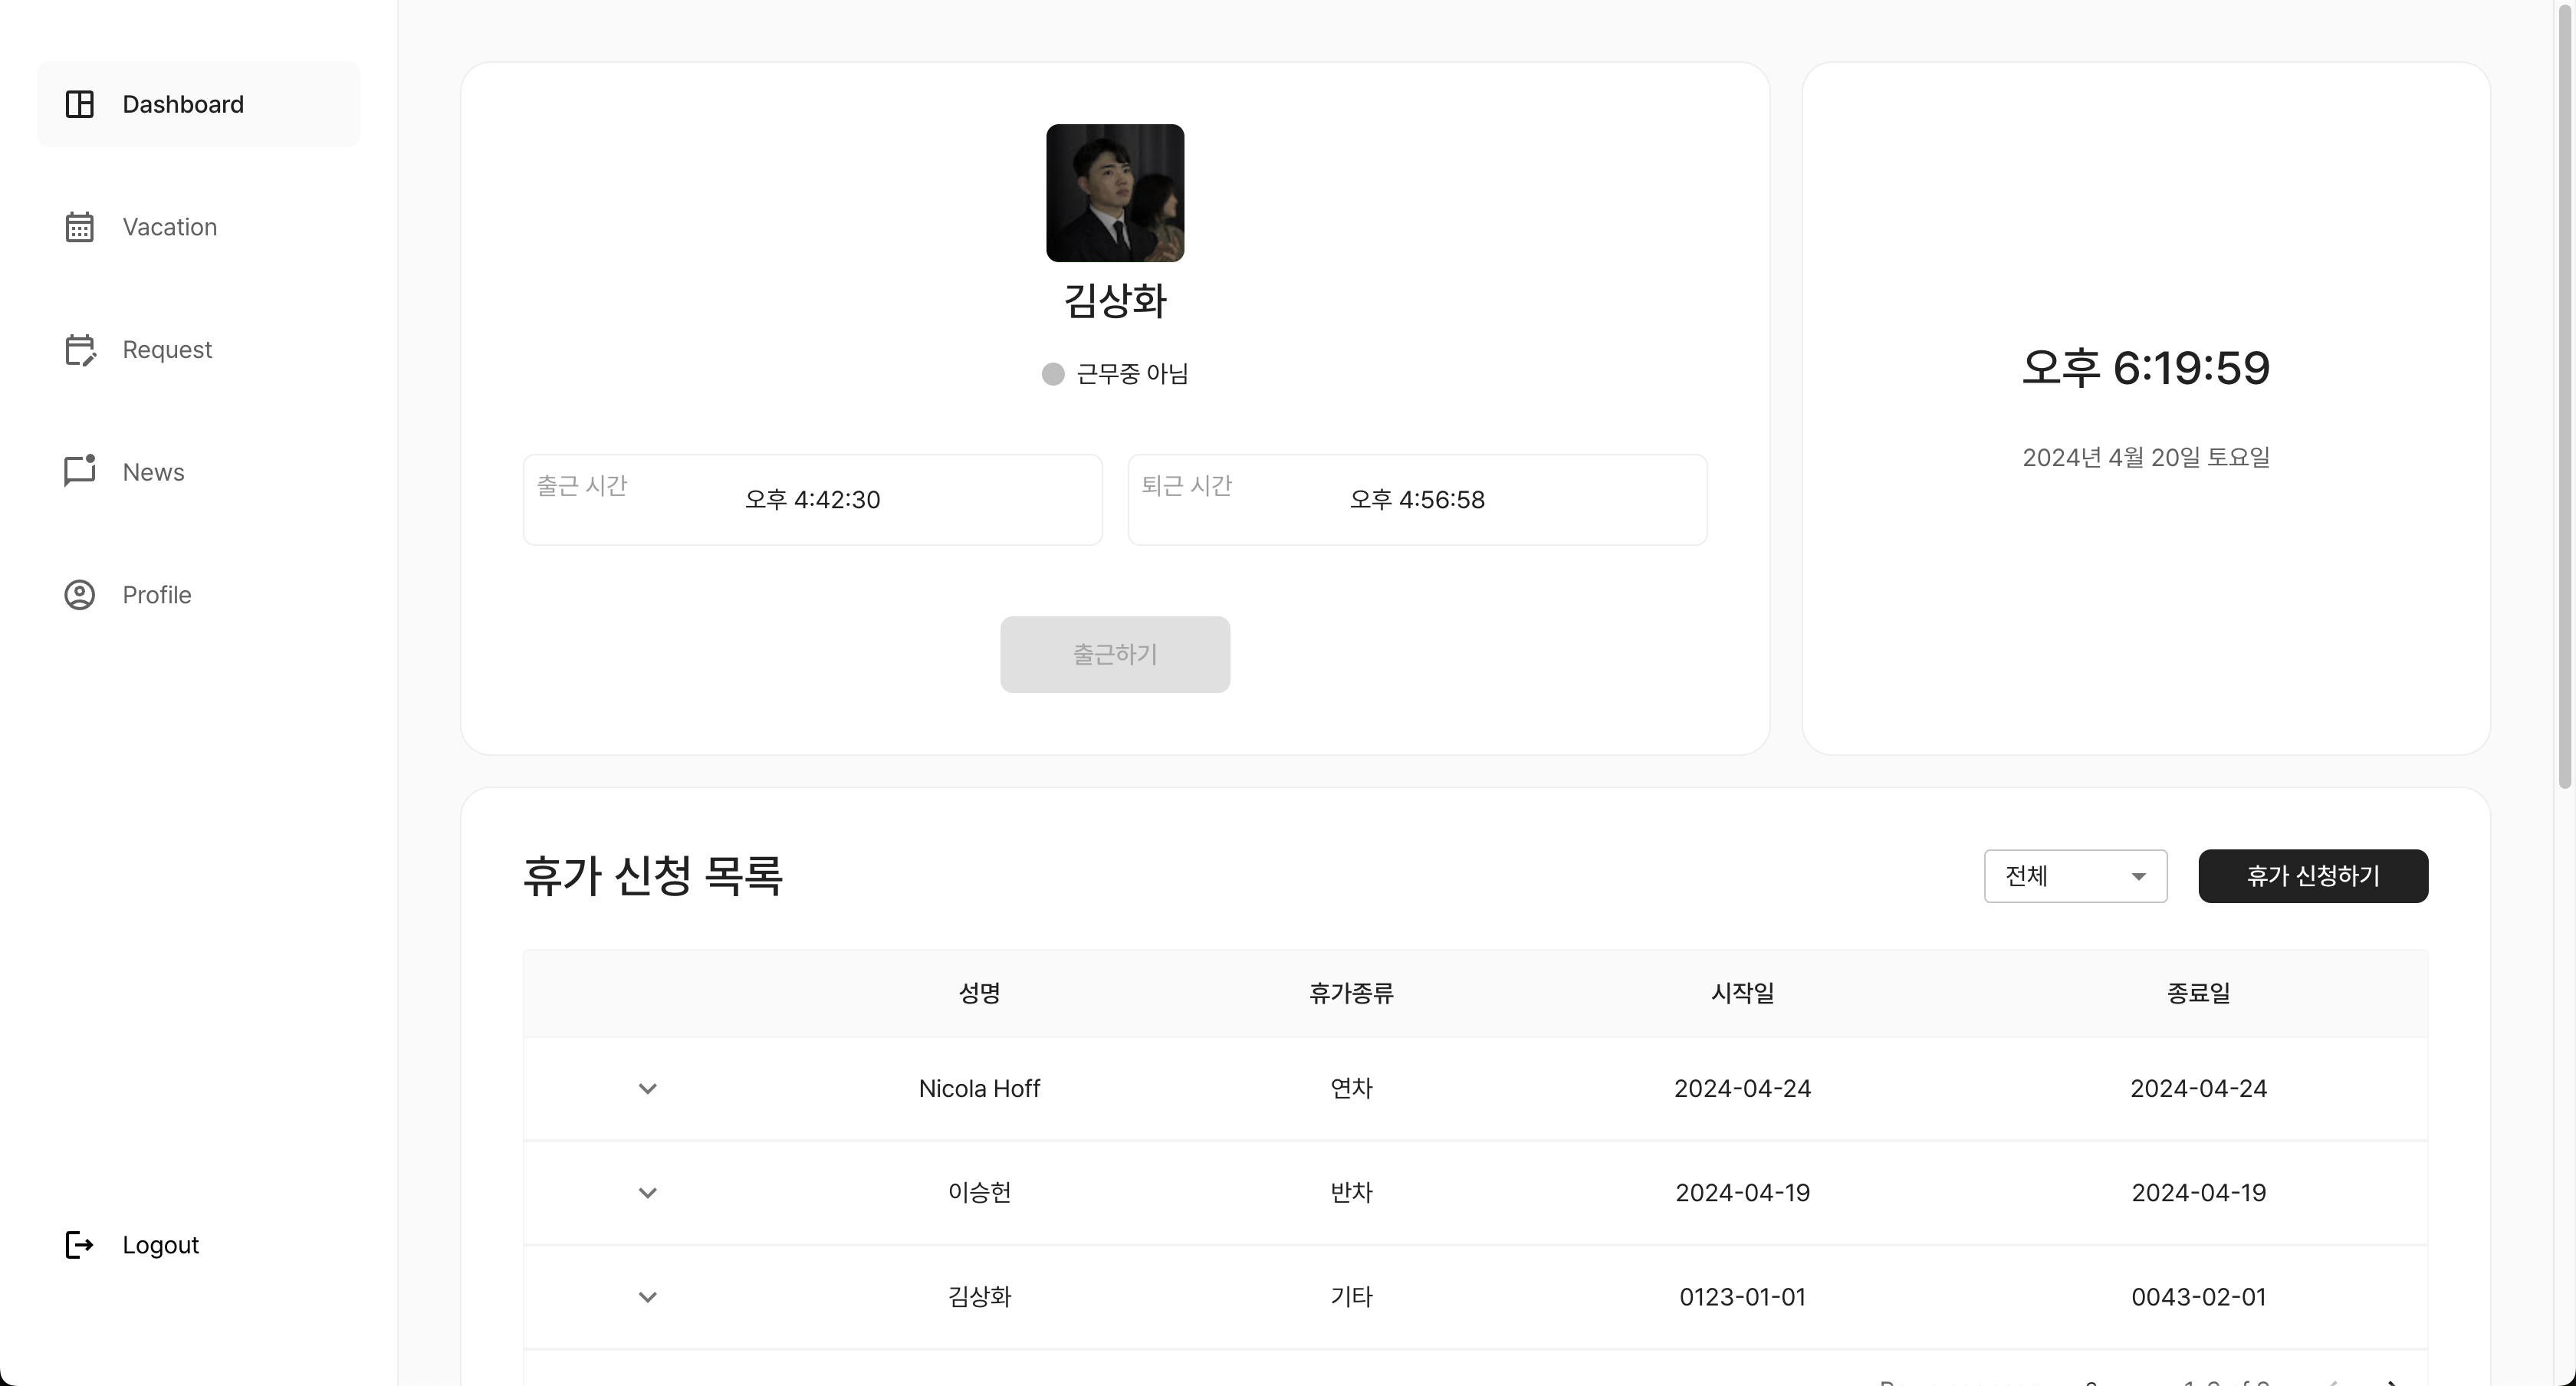 Dashboard
Vacation
Request
News
Profile
Logout
김상화
근무중 아님
출근 시간
오후 4:42:30
퇴근 시간
오후 4:56:58
출근하기
오후 6:19:59
2024년 4월 20일 토요일
휴가 신청 목록
전체
휴가 신청하기
성명 휴가종류 시작일 종료일
Nicola Hoff 연차 2024-04-24 2024-04-24
이승헌 반차 2024-04-19 2024-04-19
김상화 기타 0123-01-01 0043-02-01